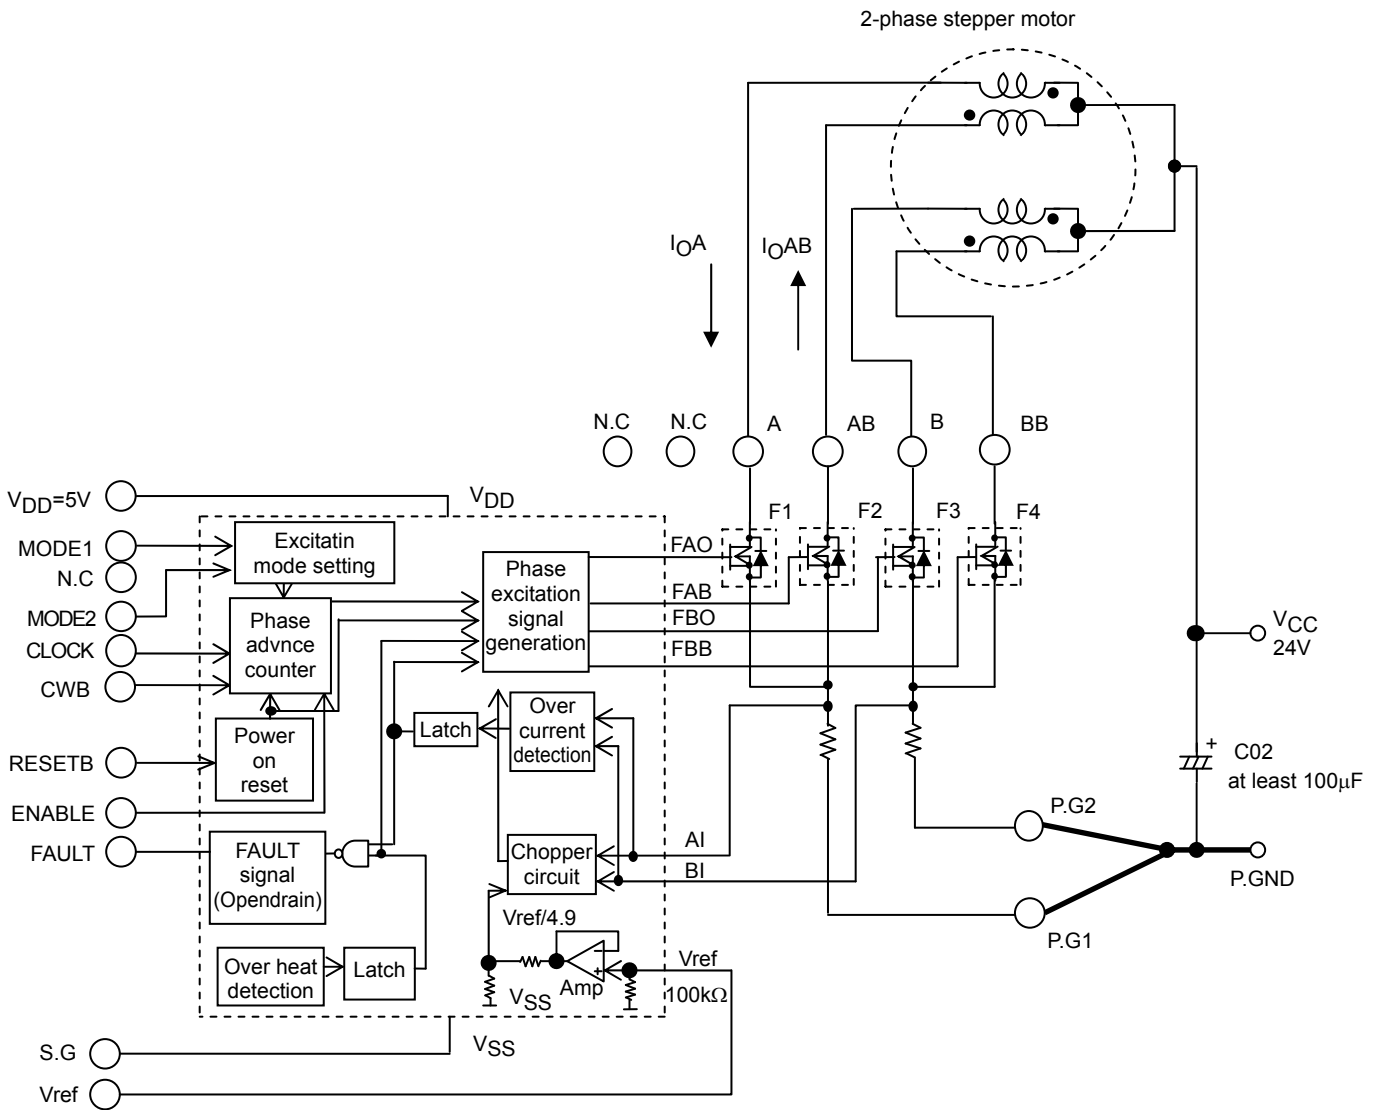 2-phase stepper motor
IOA
IOAB
N.C
N.C
A
AB
B
BB
VDD=5V
VDD
MODE1
N.C
MODE2
CLOCK
CWB
RESETB
ENABLE
FAULT
Excitatin
mode setting
Phase
advnce
counter
Power
on
reset
FAULT
signal
(Opendrain)
Over heat
detection
Latch
Latch
Phase
excitation
signal
generation
Over
current
detection
Chopper
circuit
Vref/4.9
Amp
VSS
FAO
FAB
FBO
FBB
F1
F2
F3
F4
AI
BI
Vref
100kΩ
VCC
24V
+
C02
at least 100μF
P.G2
P.GND
P.G1
S.G
VSS
Vref
-
+